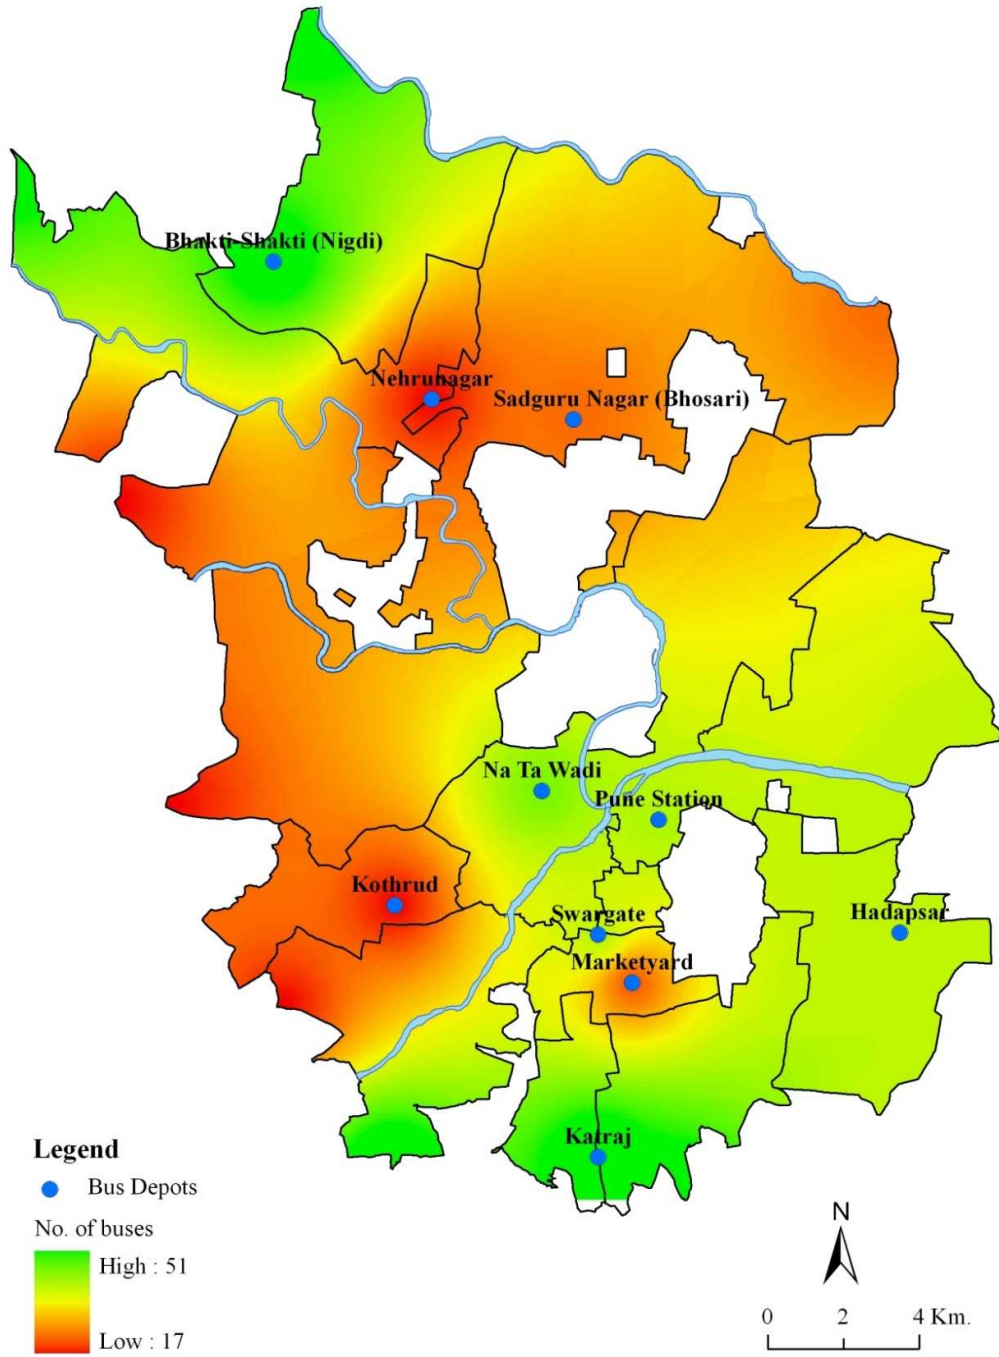 Bhakti-Shakti (Nigdi)
Nehrunagar
Sadguru Nagar (Bhosari)
Na Ta Wadi
Pune Station
Kothrud
Swargate
Hadapsar
Marketyard
Katraj
Legend
Bus Depots
No. of buses
High : 51
Low : 17
N
0 2 4 Km.